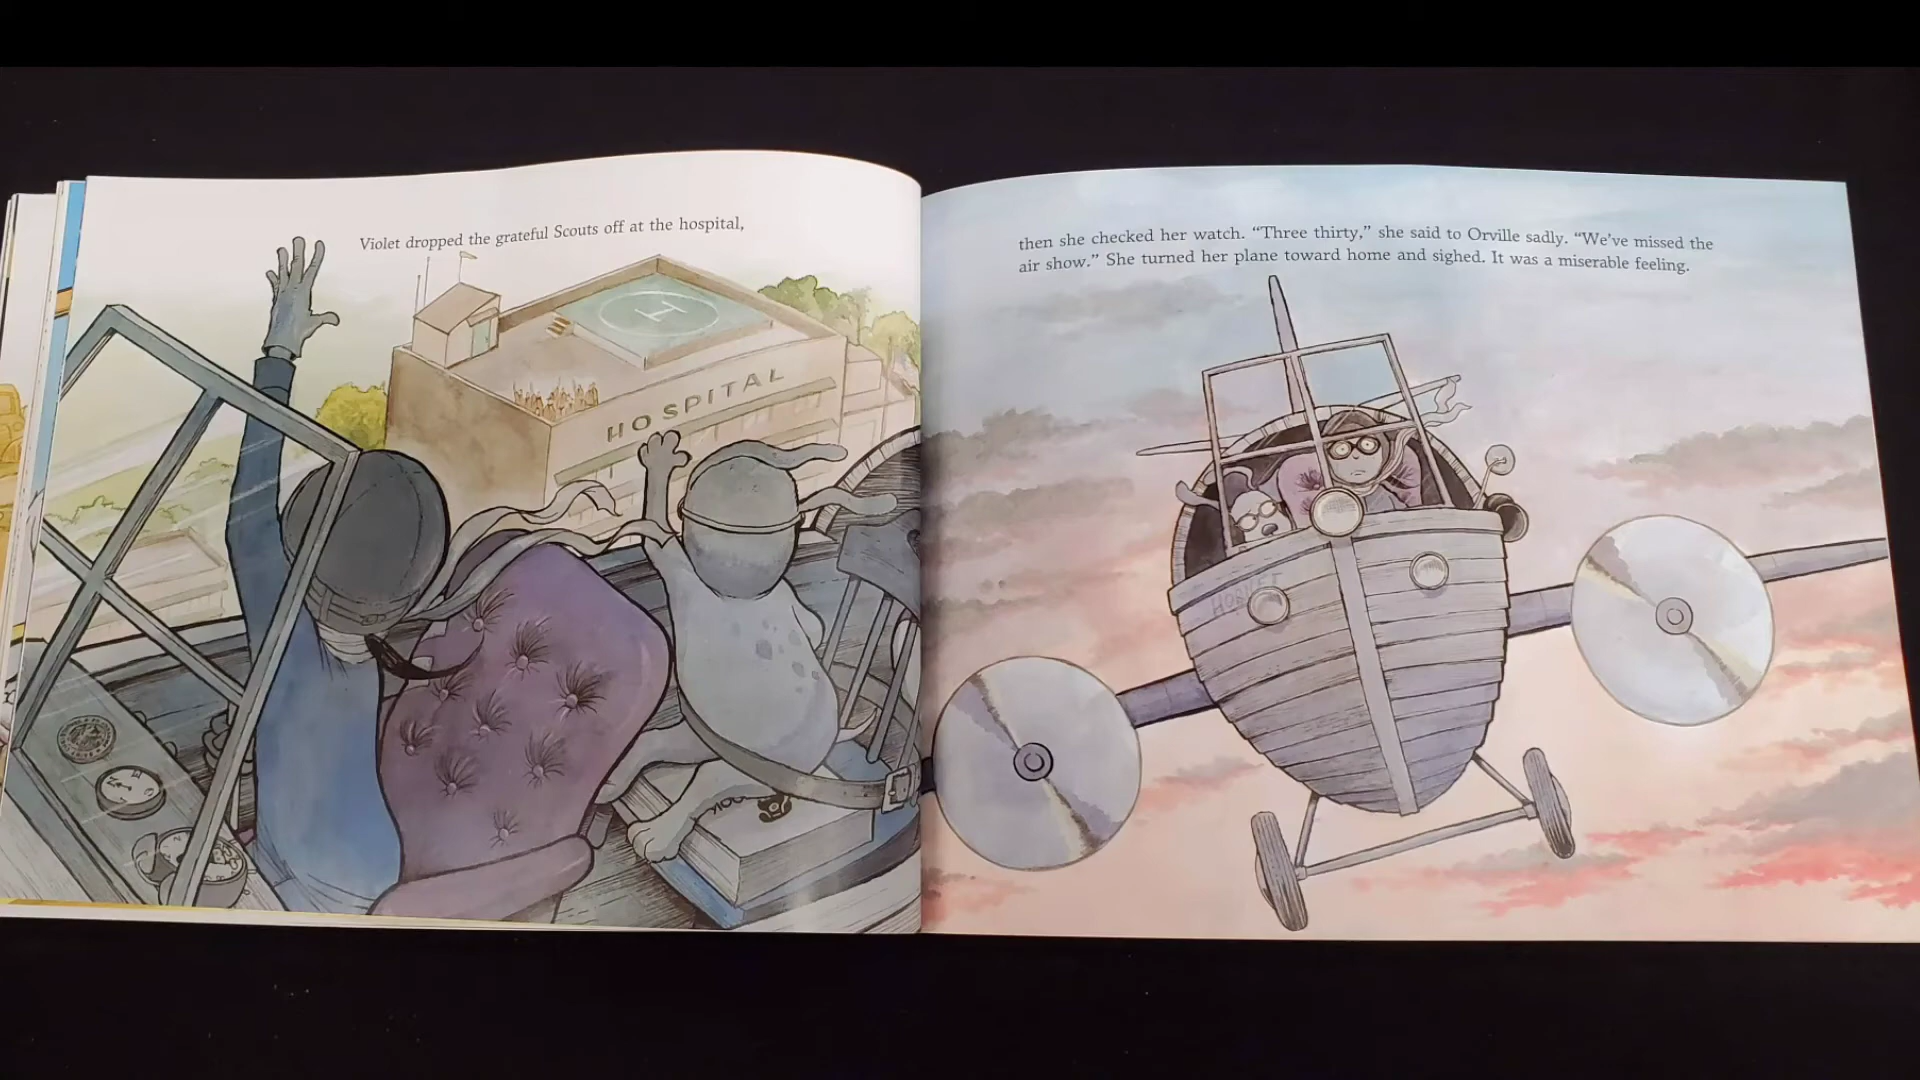 Violet dropped the grateful Scouts off at the hospital,
H
HOSPITAL
then she checked her watch. “Three thirty,” she said to Orville sadly. “We’ve missed the
air show.” She turned her plane toward home and sighed. It was a miserable feeling.
HORNET